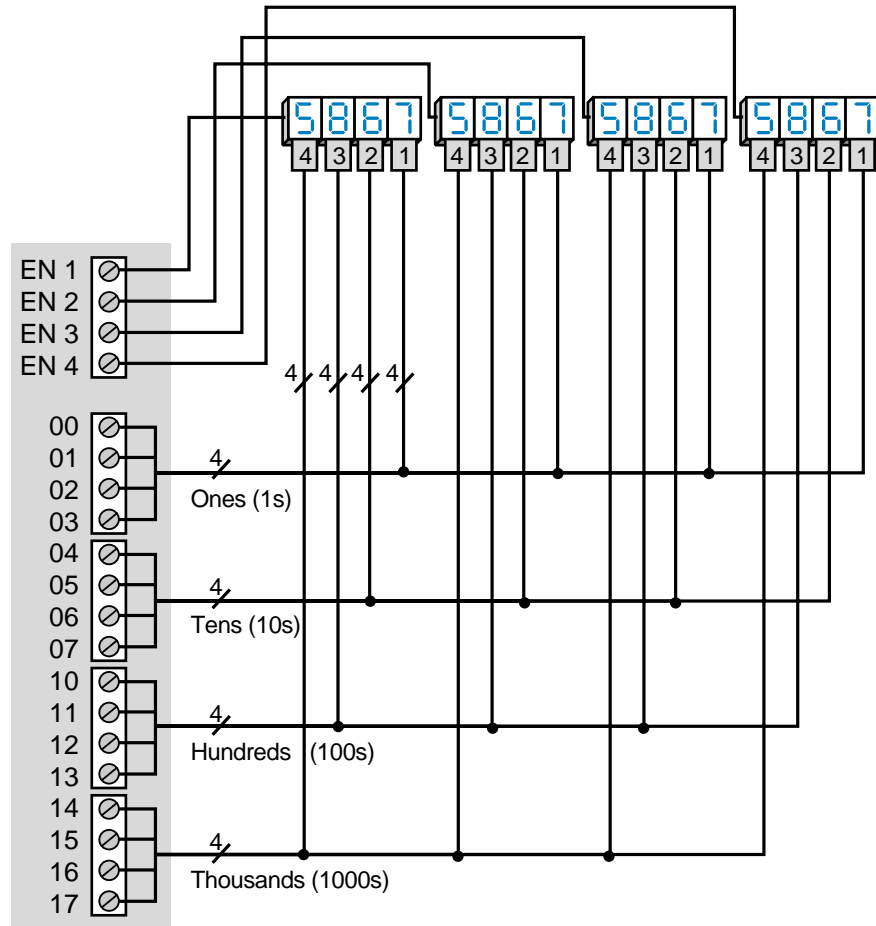 5867 5867 5867 5867
4 3 2 1 4 3 2 1 4 3 2 1 4 3 2 1
EN 1
EN 2
EN 3
EN 4
4 4 4 4
00
01
02
03
4
Ones (1s)
04
05
06
07
4
Tens (10s)
10
11
12
13
4
Hundreds (100s)
14
15
16
17
4
Thousands (1000s)